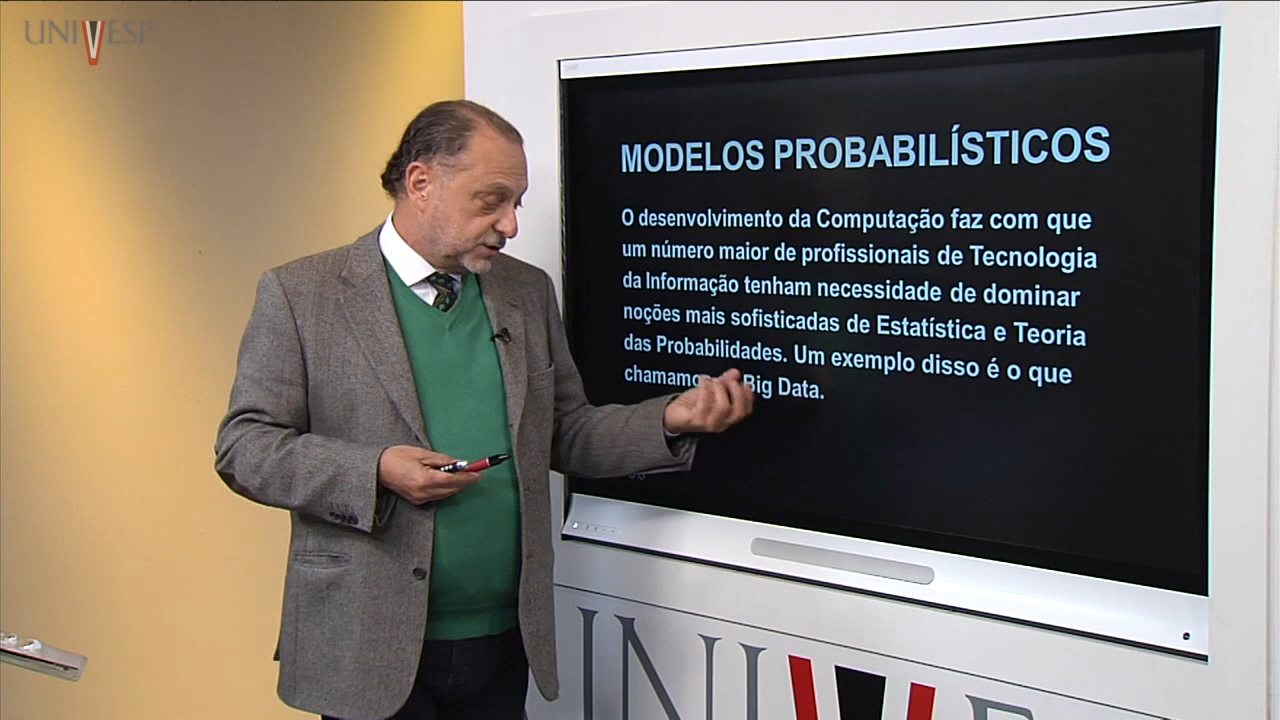 UNIVESP
MODELOS PROBABILÍSTICOS
O desenvolvimento da Computação faz com que
um número maior de profissionais de Tecnologia
da Informação tenham necessidade de dominar
noções mais sofisticadas de Estatística e Teoria
das Probabilidades. Um exemplo disso é o que
Big Data.
UNIVE